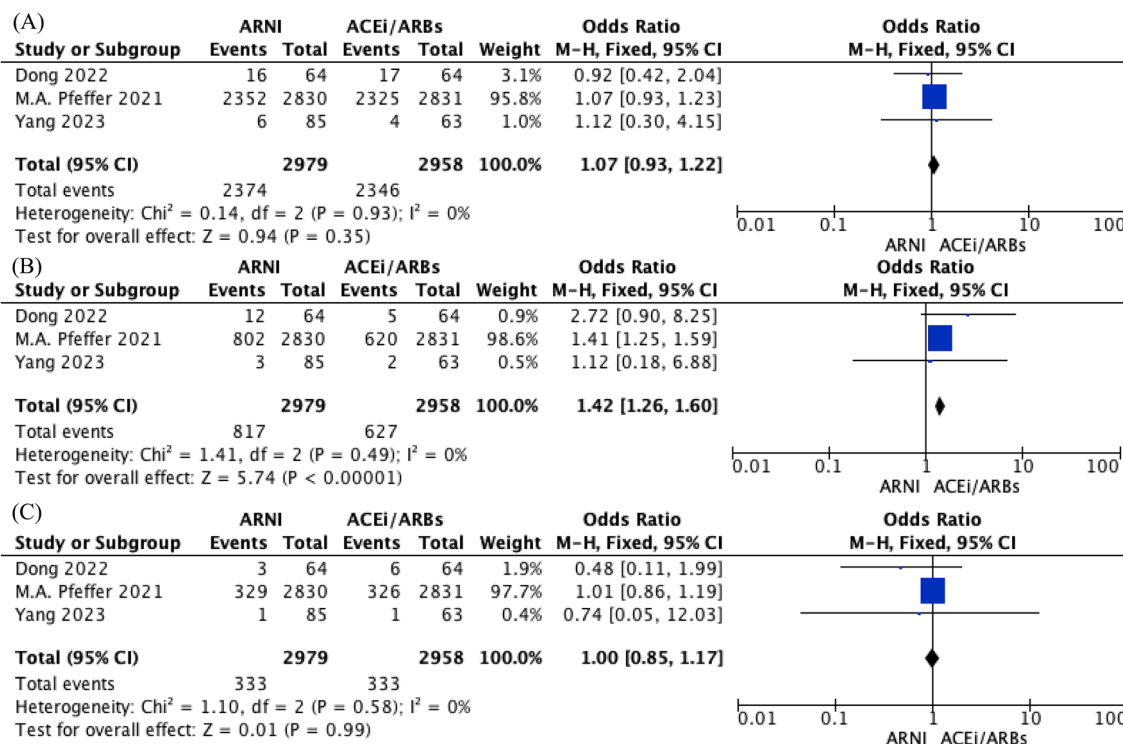 (A)
ARNI ACEi/ARBs Odds Ratio Odds Ratio
Study or Subgroup Events Total Events Total Weight M-H, Fixed, 95% CI M-H, Fixed, 95% CI
Dong 2022 16 64 17 64 3.1% 0.92 [0.42, 2.04]
M.A. Pfeffer 2021 2352 2830 2325 2831 95.8% 1.07 [0.93, 1.23]
Yang 2023 6 85 4 63 1.0% 1.12 [0.30, 4.15]
Total (95% CI) 2979 2958 100.0% 1.07 [0.93, 1.22]
Total events 2374 2346
Heterogeneity: Chi² = 0.14, df = 2 (P = 0.93); I² = 0%
Test for overall effect: Z = 0.94 (P = 0.35)
0.01 0.1 1 10 100
ARNI ACEi/ARBs
(B)
ARNI ACEi/ARBs Odds Ratio Odds Ratio
Study or Subgroup Events Total Events Total Weight M-H, Fixed, 95% CI M-H, Fixed, 95% CI
Dong 2022 12 64 5 64 0.9% 2.72 [0.90, 8.25]
M.A. Pfeffer 2021 802 2830 620 2831 98.6% 1.41 [1.25, 1.59]
Yang 2023 3 85 2 63 0.5% 1.12 [0.18, 6.88]
Total (95% CI) 2979 2958 100.0% 1.42 [1.26, 1.60]
Total events 817 627
Heterogeneity: Chi² = 1.41, df = 2 (P = 0.49); I² = 0%
Test for overall effect: Z = 5.74 (P < 0.00001)
0.01 0.1 1 10 100
ARNI ACEi/ARBs
(C)
ARNI ACEi/ARBs Odds Ratio Odds Ratio
Study or Subgroup Events Total Events Total Weight M-H, Fixed, 95% CI M-H, Fixed, 95% CI
Dong 2022 3 64 6 64 1.9% 0.48 [0.11, 1.99]
M.A. Pfeffer 2021 329 2830 326 2831 97.7% 1.01 [0.86, 1.19]
Yang 2023 1 85 1 63 0.4% 0.74 [0.05, 12.03]
Total (95% CI) 2979 2958 100.0% 1.00 [0.85, 1.17]
Total events 333 333
Heterogeneity: Chi² = 1.10, df = 2 (P = 0.58); I² = 0%
Test for overall effect: Z = 0.01 (P = 0.99)
0.01 0.1 1 10 100
ARNI ACEi/ARBs